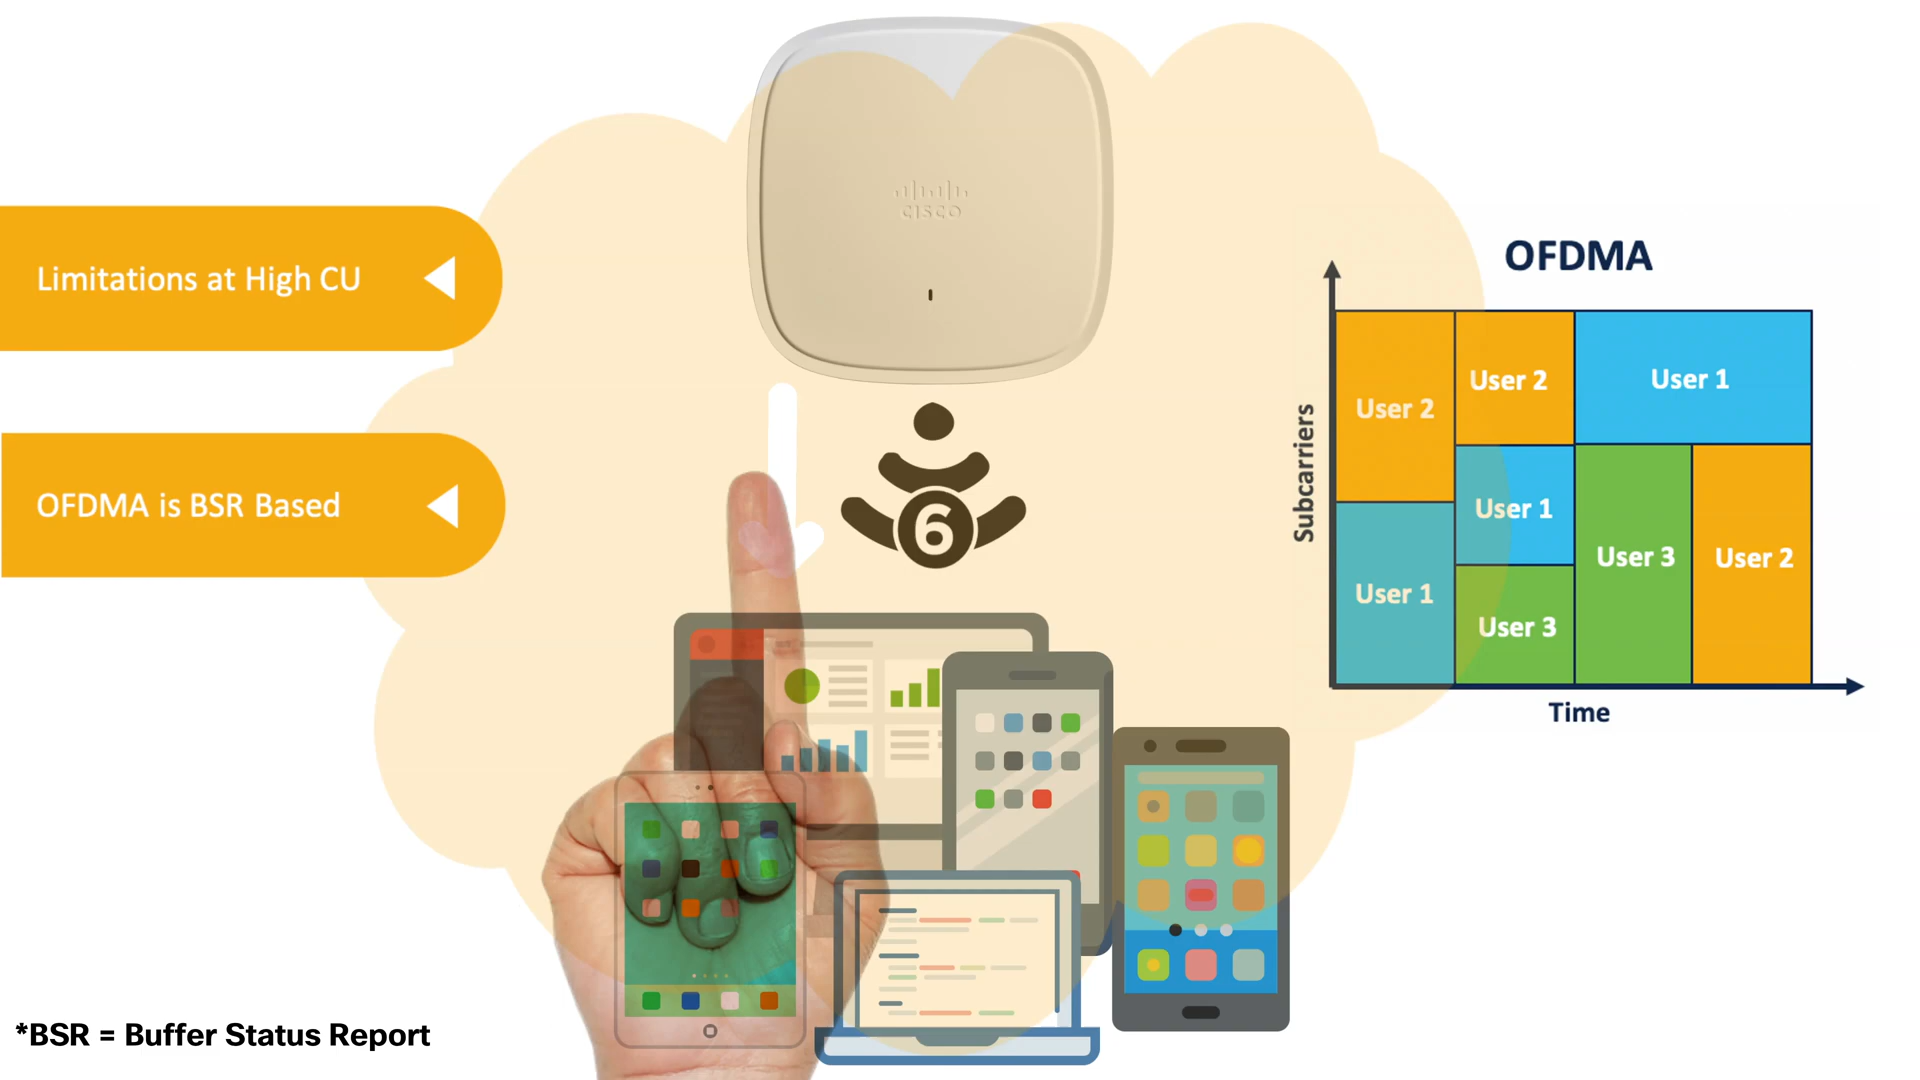 CISCO
Limitations at High CU
OFDMA is BSR Based
6
OFDMA
User 2
User 2
User 1
User 1
User 1
User 3
User 3
User 2
Subcarriers
Time
*BSR = Buffer Status Report